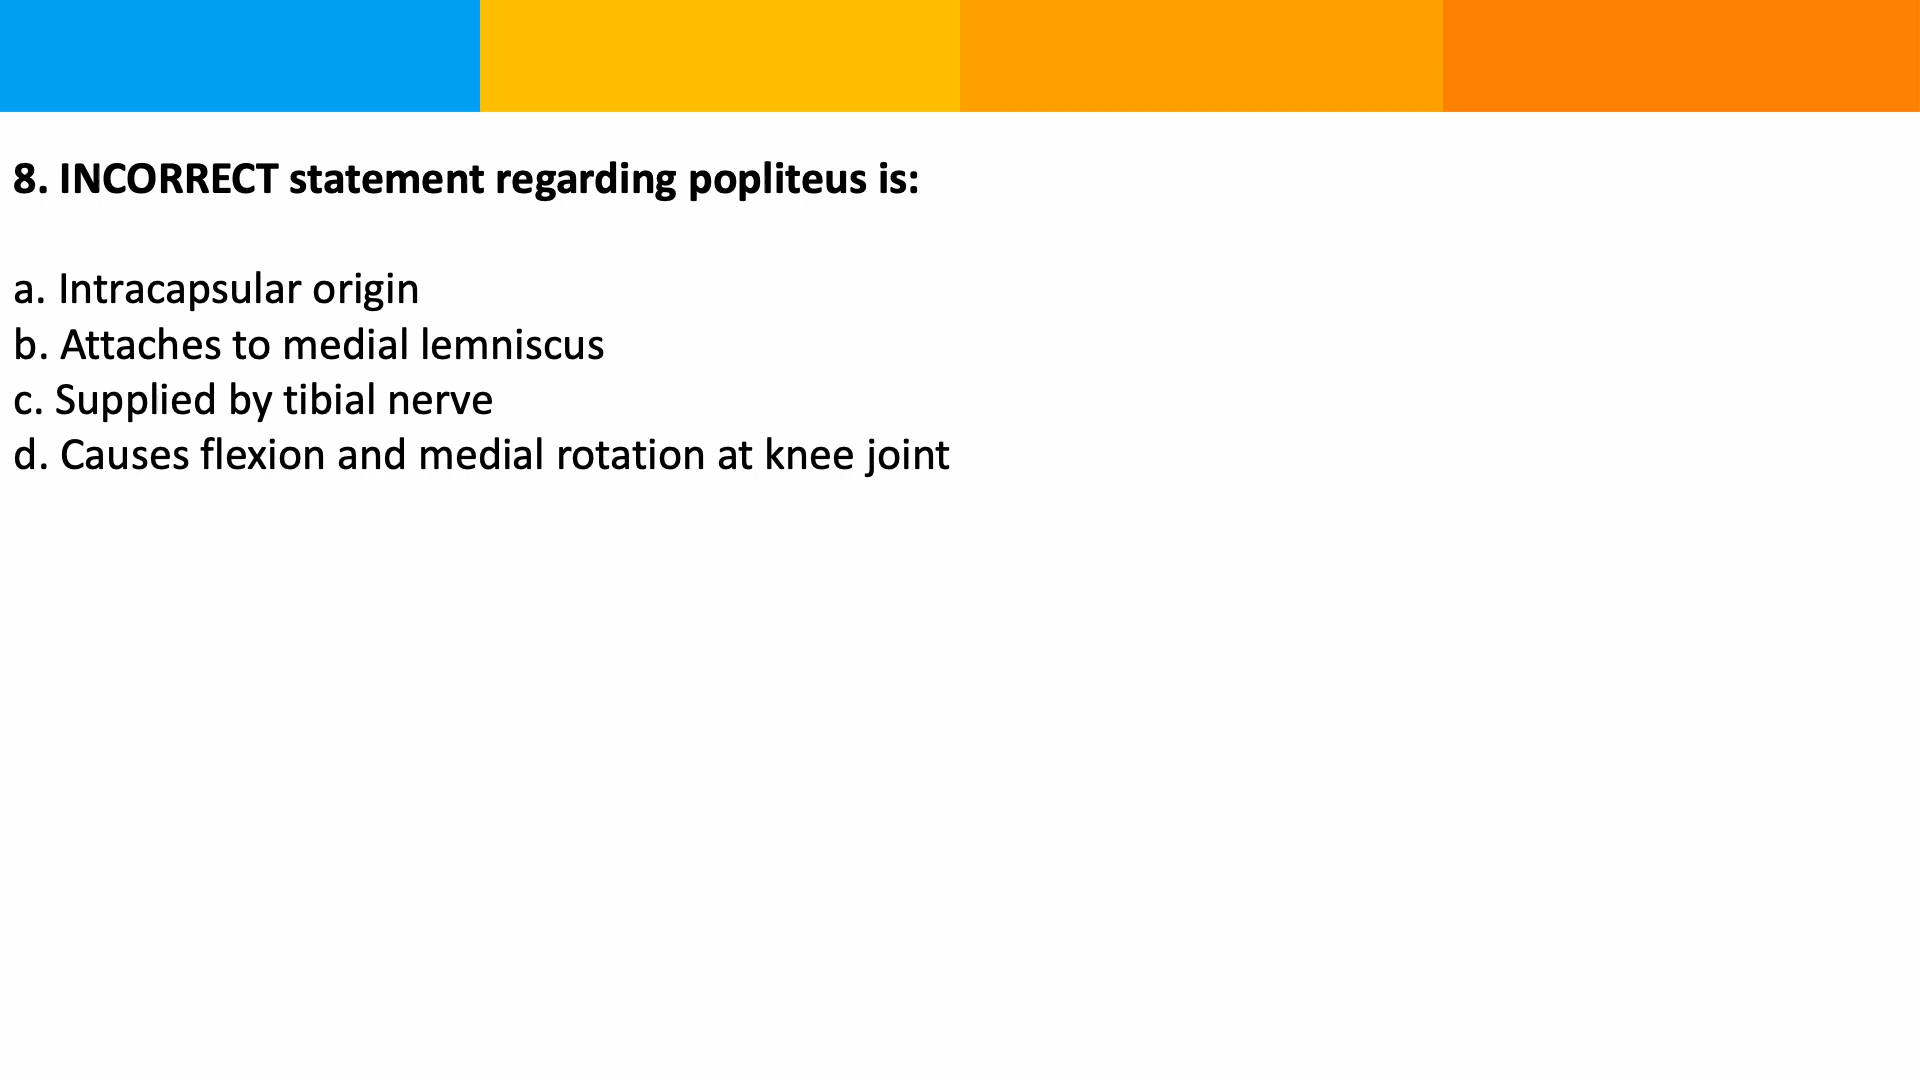 8. INCORRECT statement regarding popliteus is:
a. Intracapsular origin
b. Attaches to medial lemniscus
c. Supplied by tibial nerve
d. Causes flexion and medial rotation at knee joint